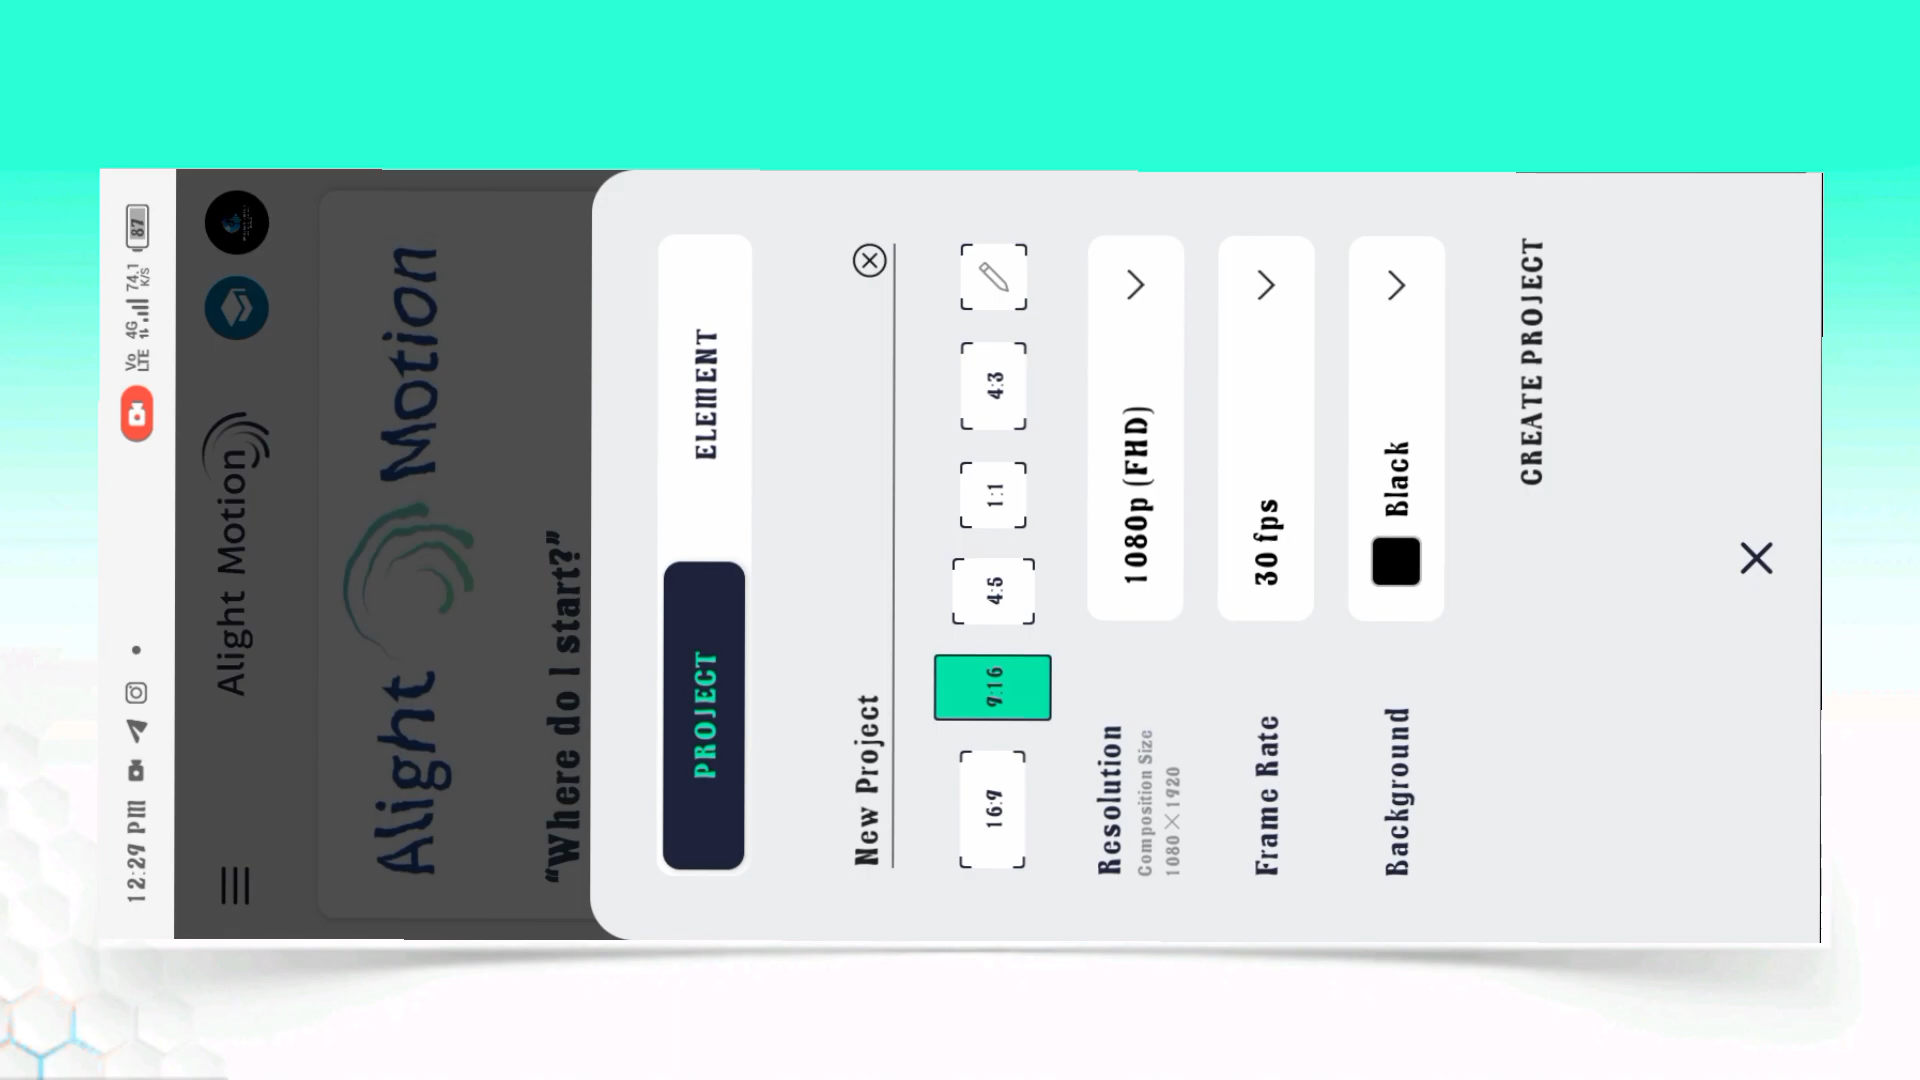 12:29 PM
Vo LTE 4G 74.1 K/s 87
Alight Motion
Alight Motion
“Where do I start?”
PROJECT ELEMENT
New Project
16:9 9:16 4:5 1:1 4:3
Resolution 1080p (FHD)
Composition Size
1080×1920
Frame Rate 30 fps
Background Black
CREATE PROJECT